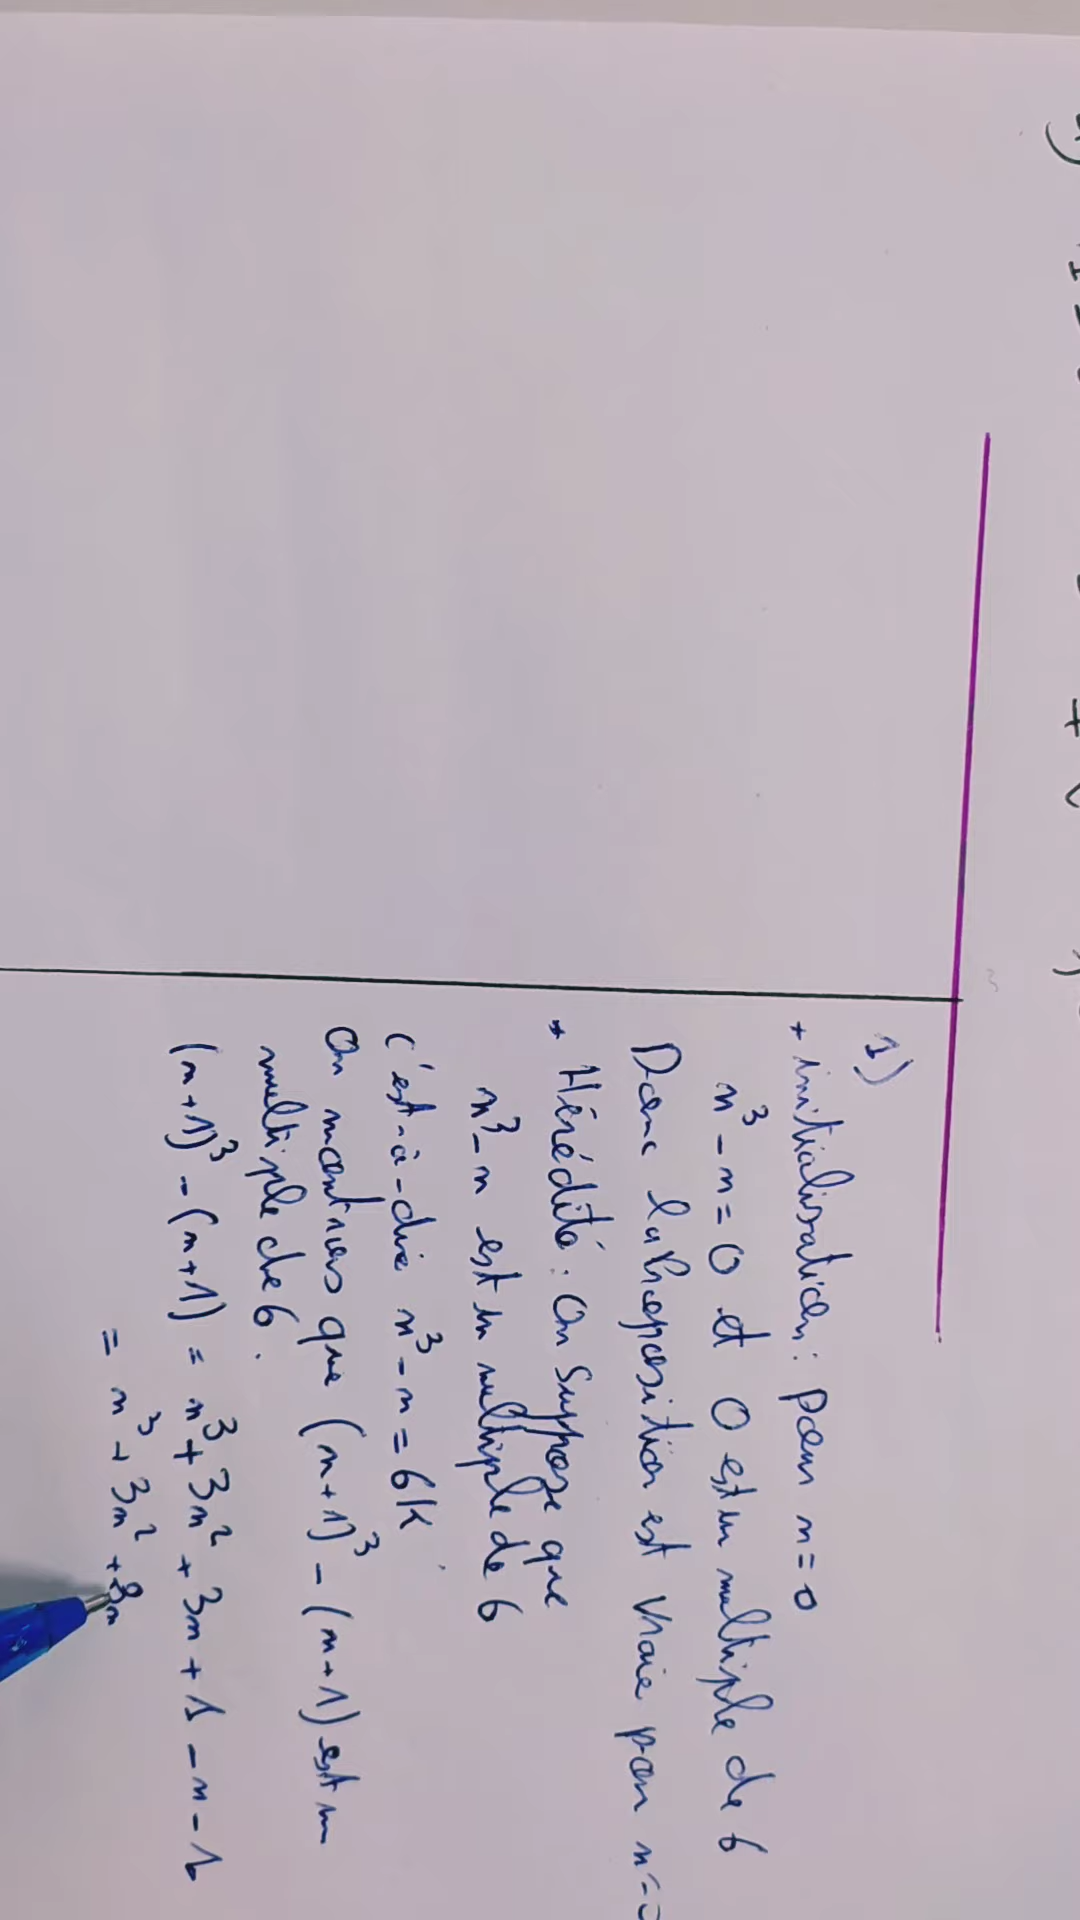 1)
* initialisation: pour n=0
n³-n=0 et 0 est un multiple de 6
Donc la Proposition est Vraie pour n=0
* Hérédité: On Suppose que
n³-n est un multiple de 6
c'est-à-dire n³-n=6K
On montrons que (n+1)³-(n+1) est un
multiple de 6.
(n+1)³-(n+1) = n³+3n²+3n+1-n-1
= n³+3n²+3n